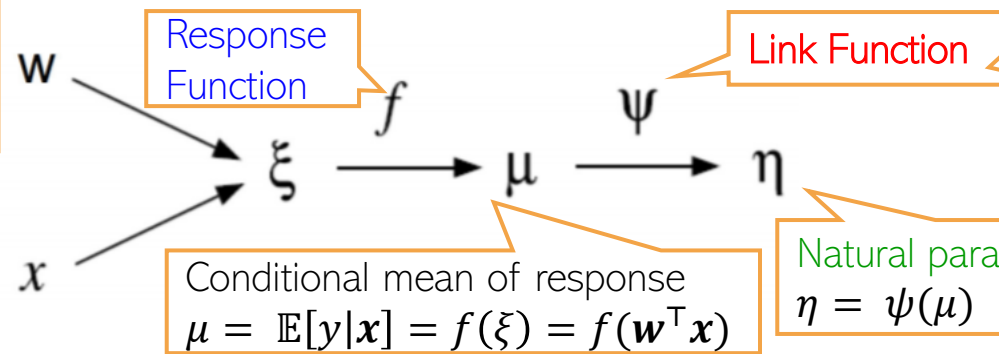 w
x
Response
Function
f
ξ
μ
ψ
η
Link Function
Conditional mean of response
μ = 𝔼[y|𝒙] = f(ξ) = f(𝒘⊤𝒙)
Natural para
η = ψ(μ)